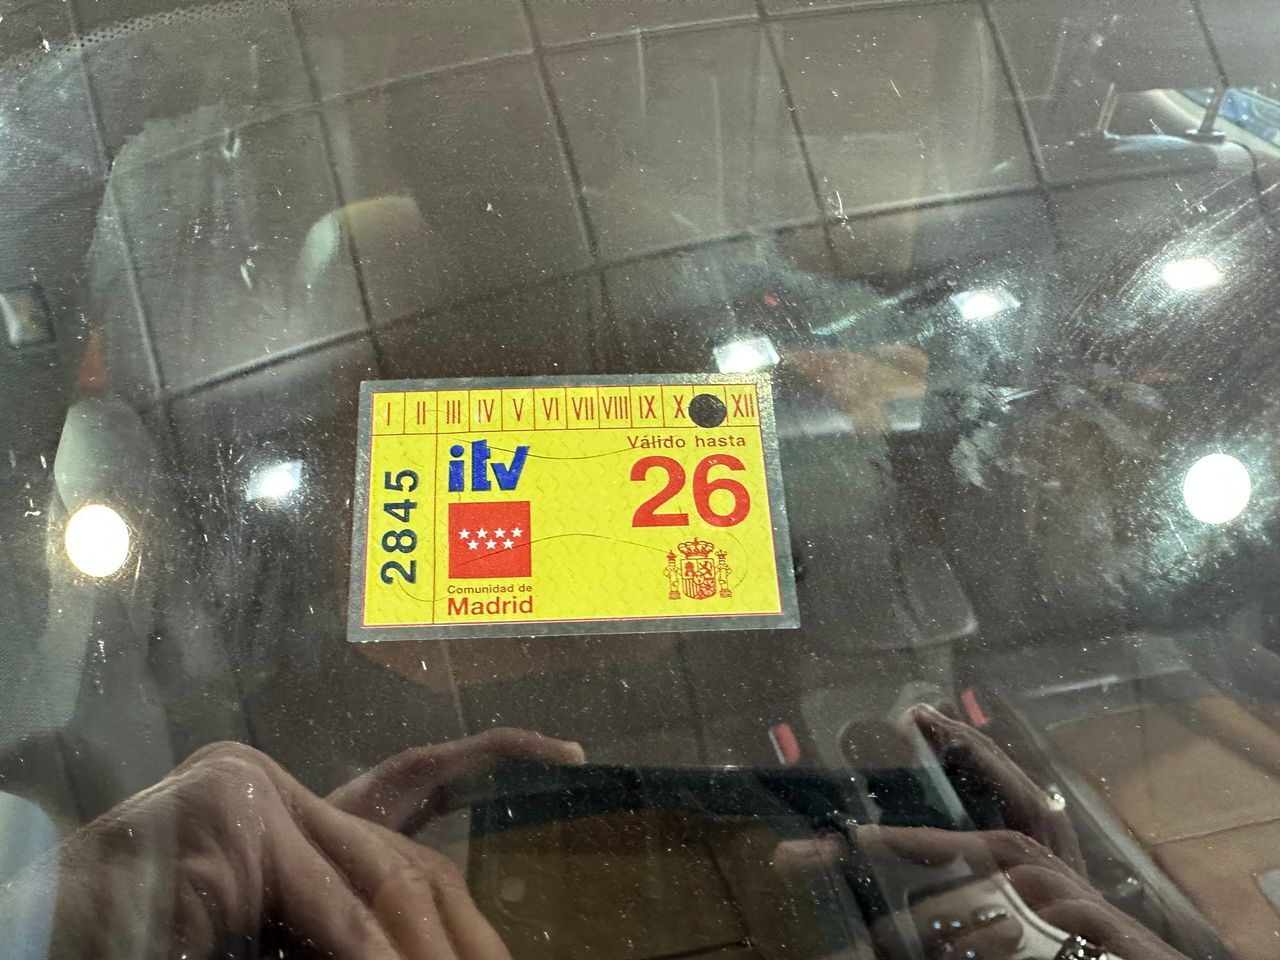 I II III IV V VI VII VIII IX X XII
itv
Válido hasta
26
2845
Comunidad de
Madrid